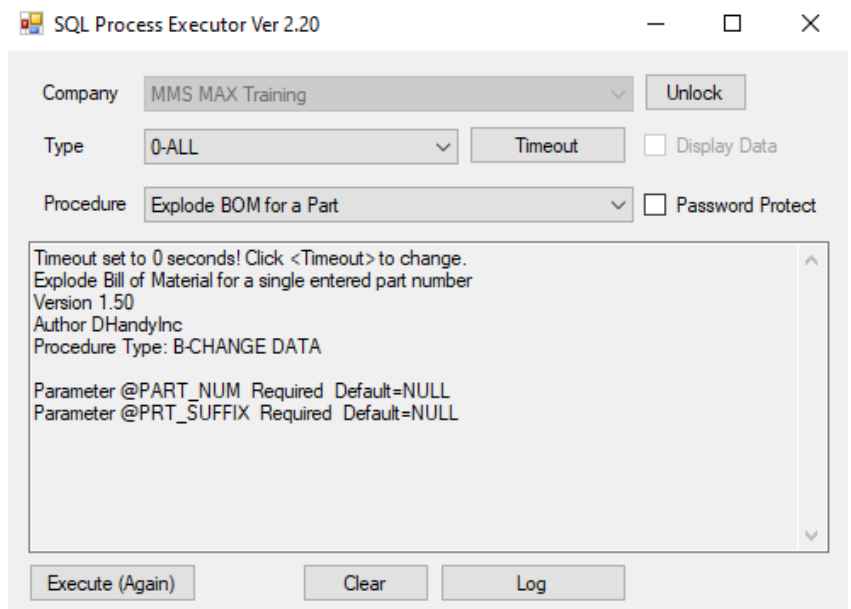 SQL Process Executor Ver 2.20
Company MMS MAX Training Unlock
Type 0-ALL Timeout Display Data
Procedure Explode BOM for a Part Password Protect
Timeout set to 0 seconds! Click <Timeout> to change.
Explode Bill of Material for a single entered part number
Version 1.50
Author DHandyInc
Procedure Type: B-CHANGE DATA
Parameter @PART_NUM  Required  Default=NULL
Parameter @PRT_SUFFIX  Required  Default=NULL
Execute (Again) Clear Log